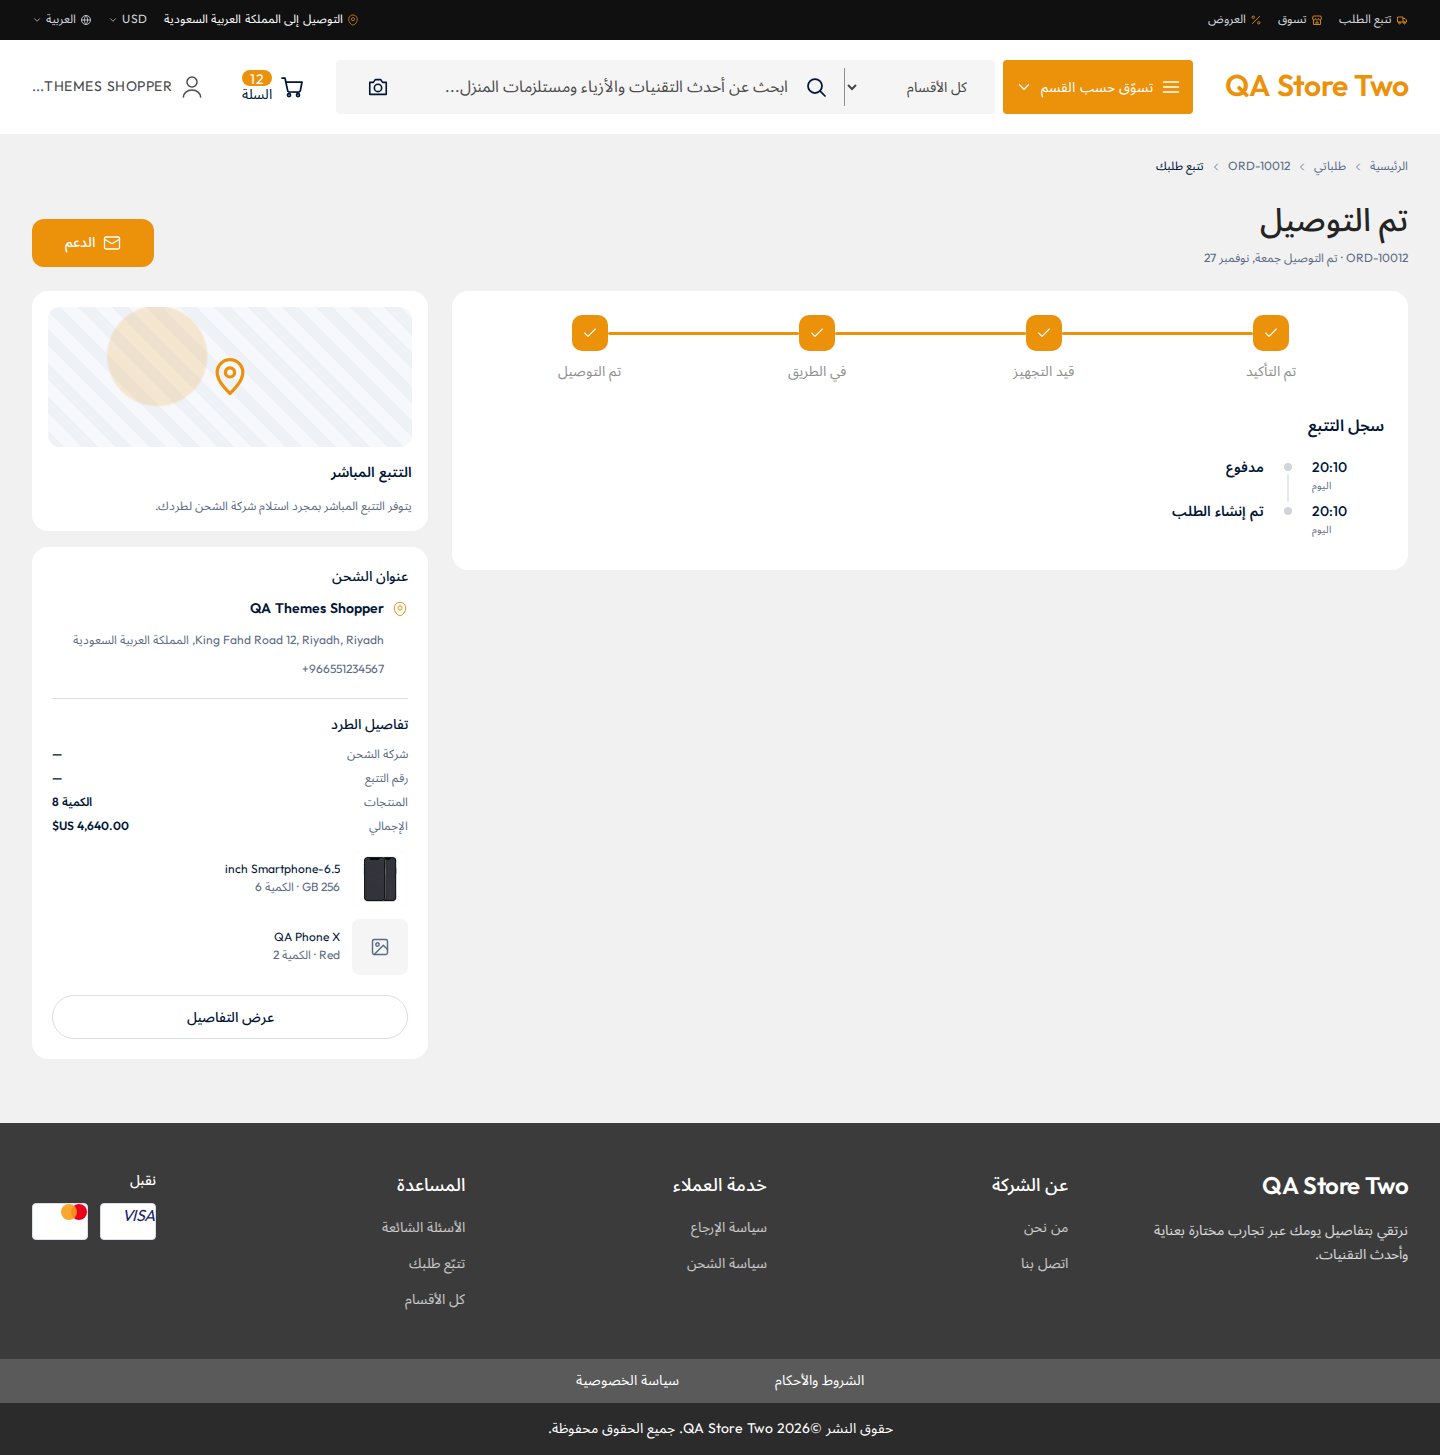 تتبع الطلب
تسوق
العروض
التوصيل إلى المملكة العربية السعودية
USD
العربية
QA Store Two
تسوّق حسب القسم
كل الأقسام
ابحث عن أحدث التقنيات والأزياء ومستلزمات المنزل...
12
السلة
THEMES SHOPPER...
الرئيسية
طلباتي
ORD-10012
تتبع طلبك
تم التوصيل
ORD-10012 · تم التوصيل جمعة, نوفمبر 27
الدعم
تم التأكيد
قيد التجهيز
في الطريق
تم التوصيل
سجل التتبع
20:10
مدفوع
اليوم
20:10
تم إنشاء الطلب
اليوم
التتبع المباشر
يتوفر التتبع المباشر بمجرد استلام شركة الشحن لطردك.
عنوان الشحن
QA Themes Shopper
King Fahd Road 12, Riyadh, Riyadh, المملكة العربية السعودية
+966551234567
تفاصيل الطرد
شركة الشحن
—
رقم التتبع
—
المنتجات
الكمية 8
الإجمالي
$US 4,640.00
inch Smartphone-6.5
GB 256 · الكمية 6
QA Phone X
Red · الكمية 2
عرض التفاصيل
QA Store Two
نرتقي بتفاصيل يومك عبر تجارب مختارة بعناية
وأحدث التقنيات.
عن الشركة
من نحن
اتصل بنا
خدمة العملاء
سياسة الإرجاع
سياسة الشحن
المساعدة
الأسئلة الشائعة
تتبّع طلبك
كل الأقسام
نقبل
VISA
الشروط والأحكام
سياسة الخصوصية
حقوق النشر ©2026 QA Store Two. جميع الحقوق محفوظة.